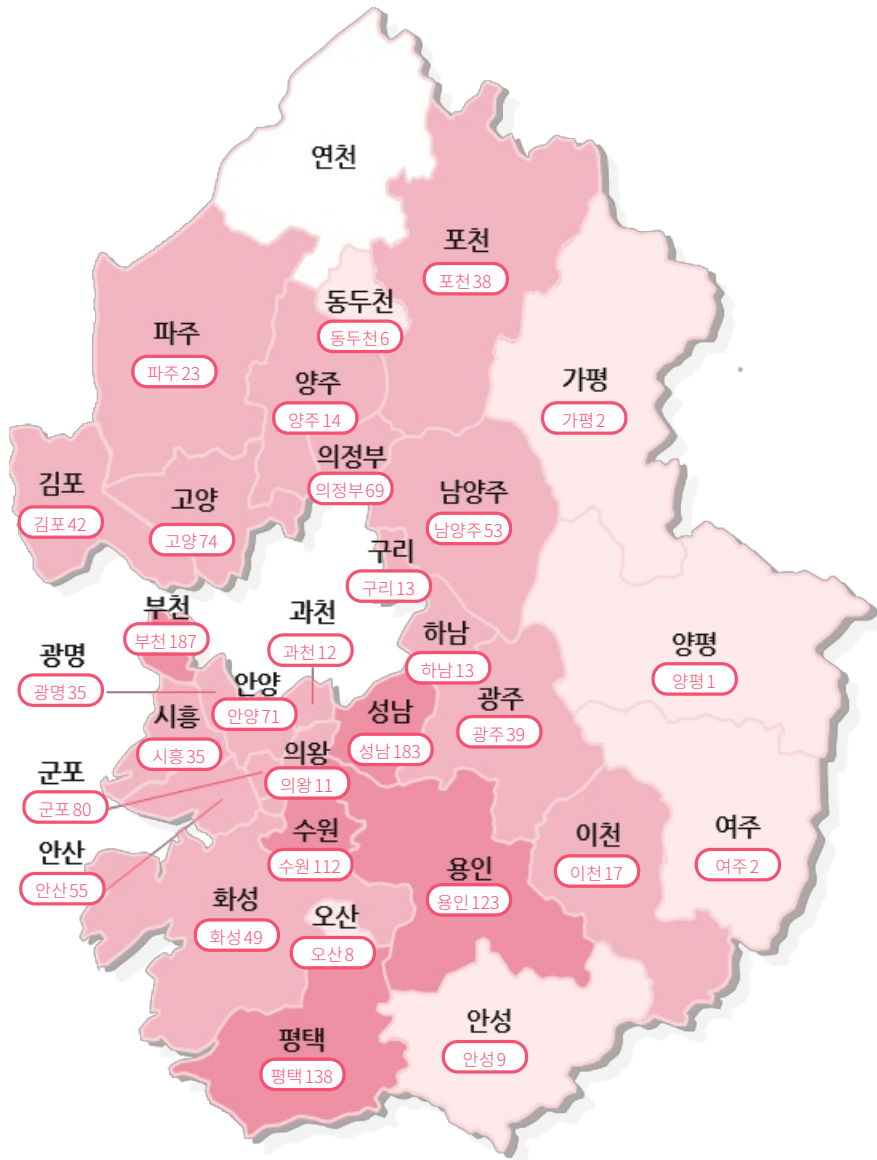 연천
포천
포천38
동두천
동두천6
파주
파주23
양주
양주14
가평
가평2
의정부
의정부69
김포
김포42
고양
고양74
남양주
남양주53
구리
구리13
부천
부천187
과천
과천12
하남
하남13
양평
양평1
광명
광명35
안양
안양71
시흥
시흥35
성남
성남183
광주
광주39
의왕
의왕11
군포
군포80
수원
수원112
이천
이천17
여주
여주2
안산
안산55
용인
용인123
화성
화성49
오산
오산8
안성
안성9
평택
평택138